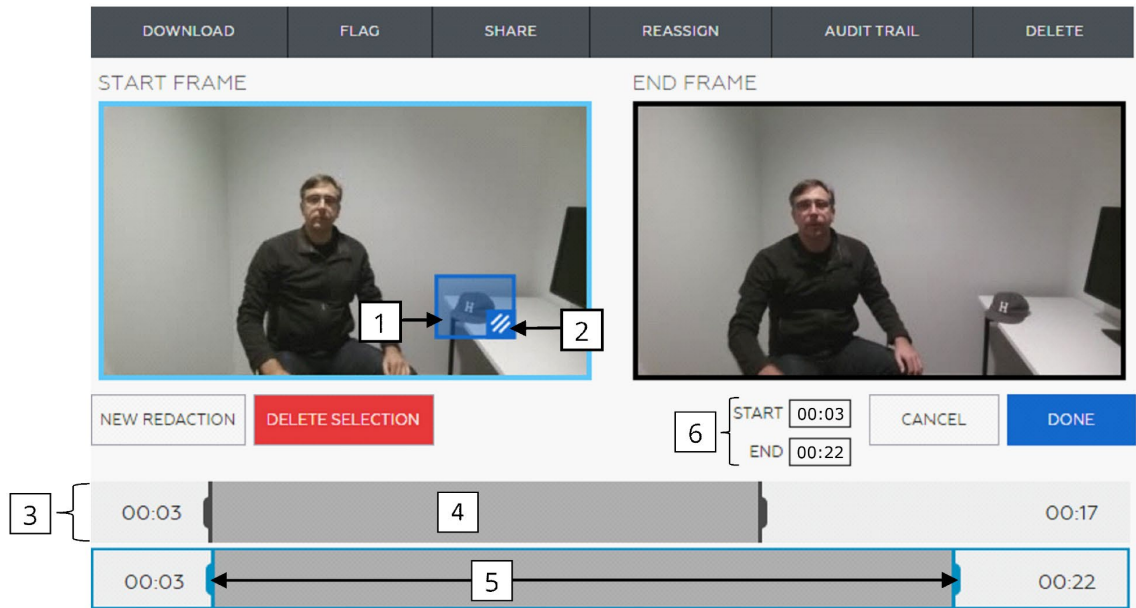 DOWNLOAD FLAG SHARE REASSIGN AUDIT TRAIL DELETE
START FRAME END FRAME
H H
1 2
NEW REDACTION DELETE SELECTION 6 START 00:03 CANCEL DONE
END 00:22
3 00:03 4 00:17
00:03 5 00:22